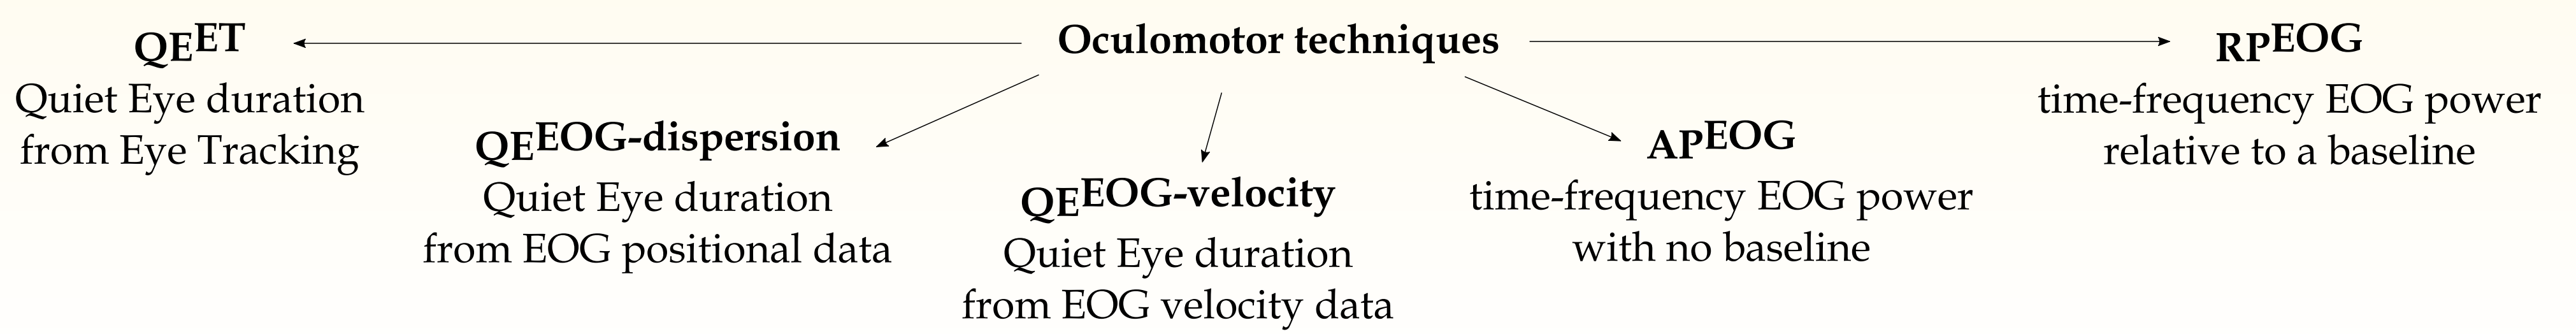 Oculomotor techniques
QEET
Quiet Eye duration
from Eye Tracking
QEEOG-dispersion
Quiet Eye duration
from EOG positional data
QEEOG-velocity
Quiet Eye duration
from EOG velocity data
APEOG
time-frequency EOG power
with no baseline
RPEOG
time-frequency EOG power
relative to a baseline